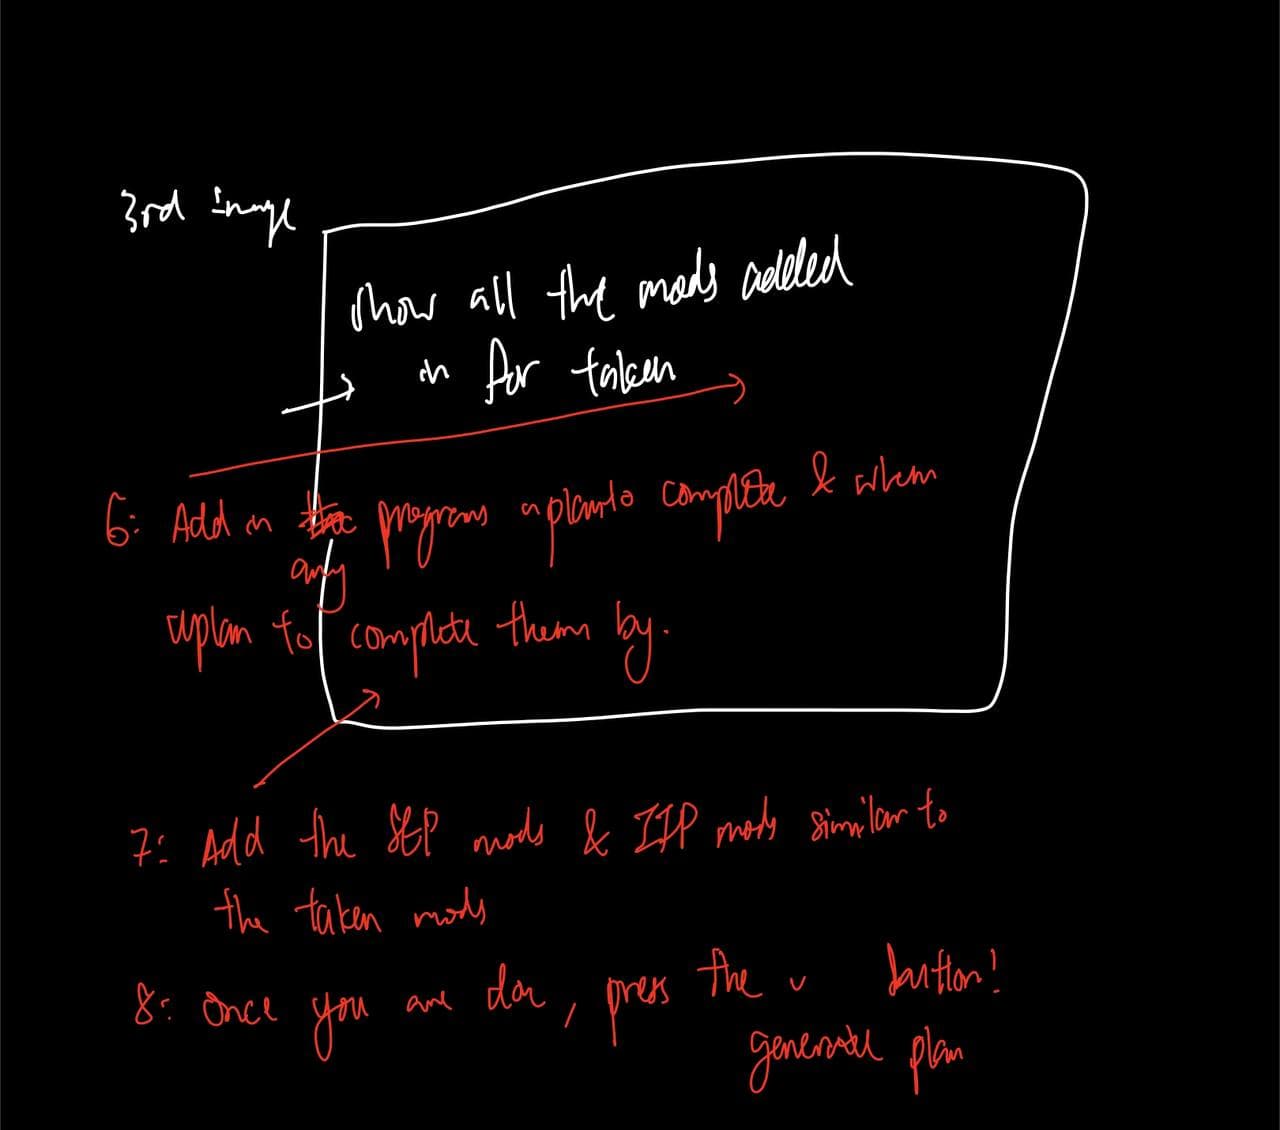 3rd Image
Show all the mods added
in for taken
6: Add in any programs u plan to complete & when
u plan to complete them by.
7: Add the SEP mods & IIP mods similar to
the taken mods
8: Once you are done, press the generate plan button!